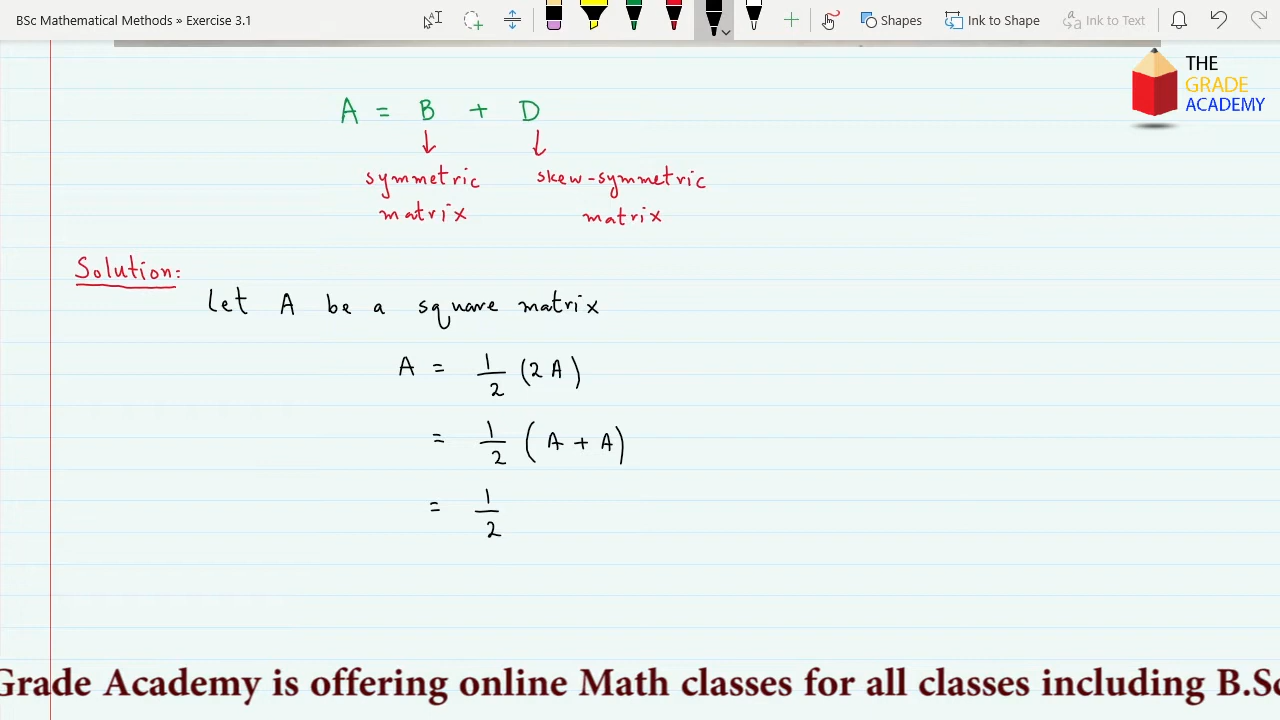 BSc Mathematical Methods » Exercise 3.1
Shapes
Ink to Shape
Ink to Text
THE
GRADE
ACADEMY
A = B + D
↓ ↓
symmetric skew-symmetric
matrix matrix
Solution:
Let A be a square matrix
A = 1/2 (2A)
= 1/2 (A + A)
= 1/2
Grade Academy is offering online Math classes for all classes including B.Sc